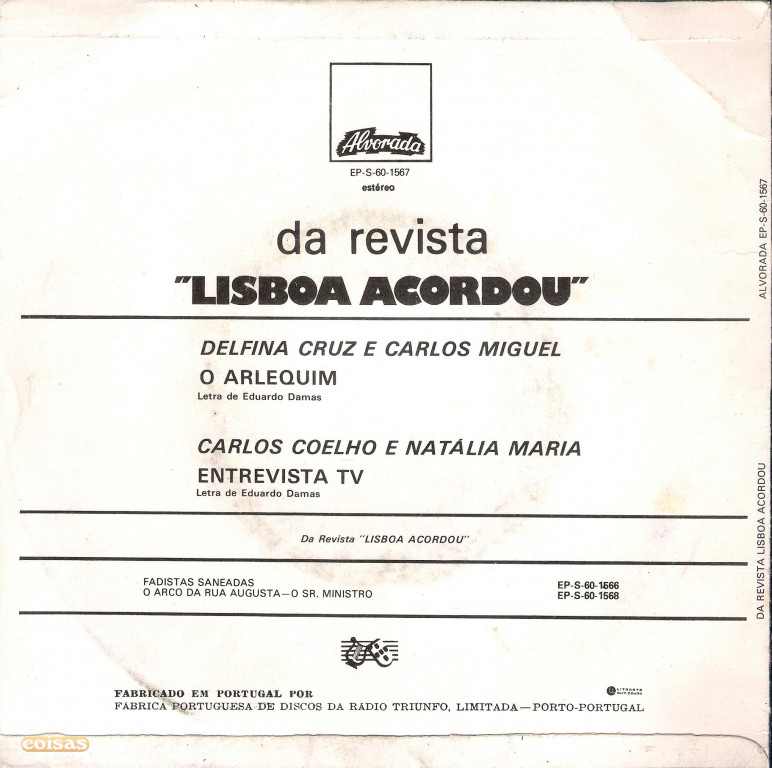 Alvorada
EP-S-60-1567
estéreo
da revista
"LISBOA ACORDOU"
DELFINA CRUZ E CARLOS MIGUEL
O ARLEQUIM
Letra de Eduardo Damas
CARLOS COELHO E NATÁLIA MARIA
ENTREVISTA TV
Letra de Eduardo Damas
Da Revista "LISBOA ACORDOU"
FADISTAS SANEADAS EP-S-60-1566
O ARCO DA RUA AUGUSTA—O SR. MINISTRO EP-S-60-1568
FABRICADO EM PORTUGAL POR
FÁBRICA PORTUGUESA DE DISCOS DA RÁDIO TRIUNFO, LIMITADA—PORTO-PORTUGAL
ALVORADA EP-S-60-1567
DA REVISTA LISBOA ACORDOU
coisas